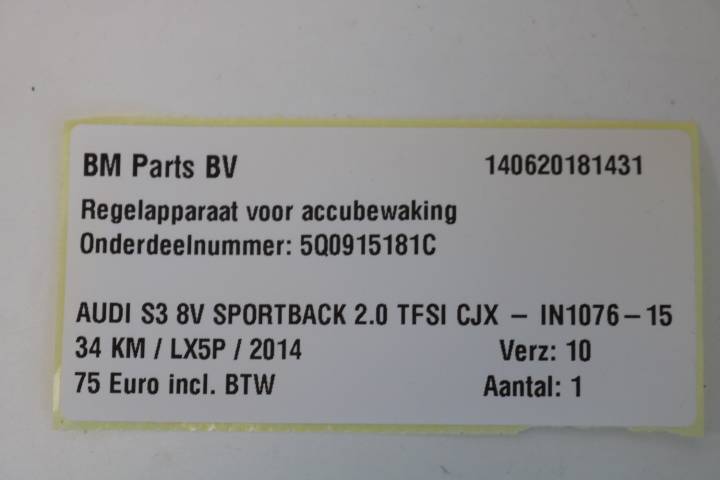 BM Parts BV 140620181431
Regelapparaat voor accubewaking
Onderdeelnummer: 5Q0915181C
AUDI S3 8V SPORTBACK 2.0 TFSI CJX – IN1076–15
34 KM / LX5P / 2014 Verz: 10
75 Euro incl. BTW Aantal: 1